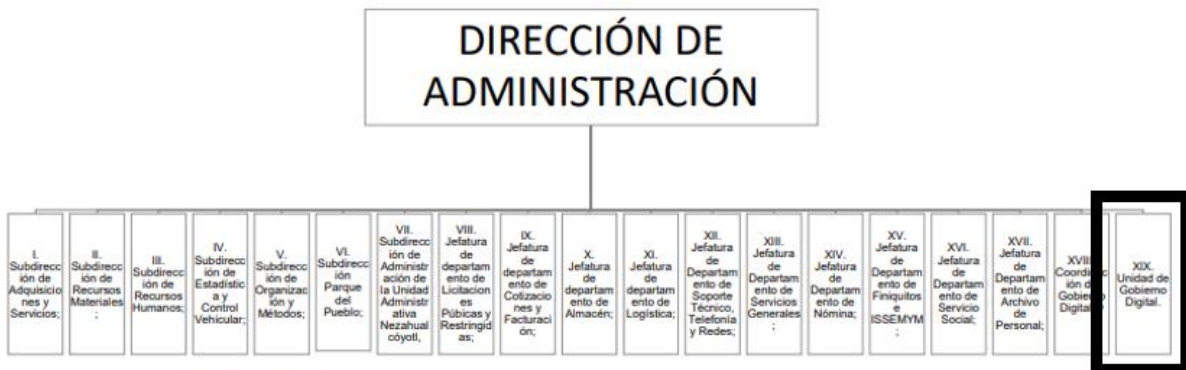 DIRECCIÓN DE
ADMINISTRACIÓN
I.
Subdirecc
ión de
Adquisicio
nes y
Servicios;
II.
Subdirecc
ión de
Recursos
Materiales
;
III.
Subdirecc
ión de
Recursos
Humanos;
IV.
Subdirecc
ión de
Estadístic
a y
Control
Vehicular;
V.
Subdirecc
ión de
Organizac
ión y
Métodos;
VI.
Subdirecc
ión
Parque
del
Pueblo;
VII.
Subdirecc
ión de
Administr
ación de
la Unidad
Administr
ativa
Nezahual
cóyotl,
VIII.
Jefatura
de
departam
ento de
Licitacion
es
Púbicas y
Restringid
as;
IX.
Jefatura
de
departam
ento de
Cotizacio
nes y
Facturaci
ón;
X.
Jefatura
de
departam
ento de
Almacén;
XI.
Jefatura
de
departam
ento de
Logística;
XII.
Jefatura
de
Departam
ento de
Soporte
Técnico,
Telefonía
y Redes;
XIII.
Jefatura
de
Departam
ento de
Servicios
Generales
;
XIV.
Jefatura
de
Departam
ento de
Nómina;
XV.
Jefatura
de
Departam
ento de
Finiquitos
e
ISSEMYM
;
XVI.
Jefatura
de
Departam
ento de
Servicio
Social;
XVII.
Jefatura
de
Departam
ento de
Archivo
de
Personal;
XVIII
Coordinac
ión de
Gobierno
Digital
XIX.
Unidad de
Gobierno
Digital.